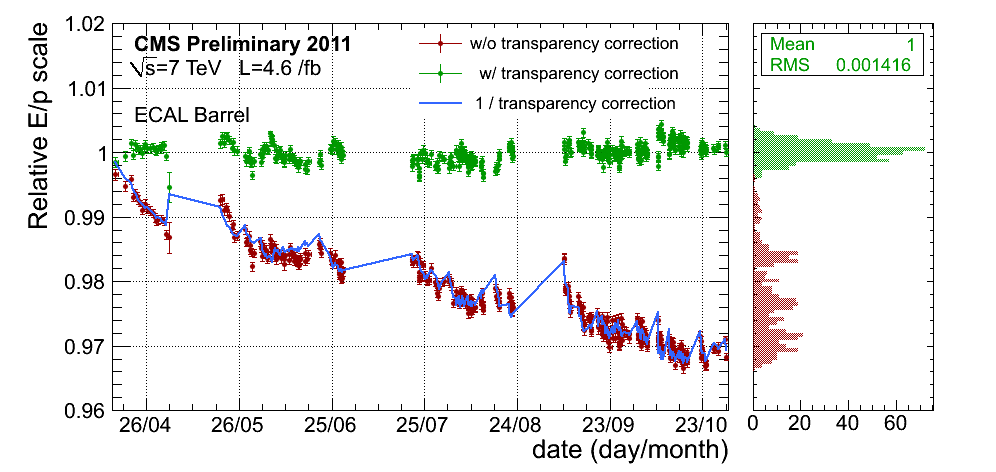 CMS Preliminary 2011
√s=7 TeV L=4.6 /fb
ECAL Barrel
w/o transparency correction
w/ transparency correction
1 / transparency correction
Relative E/p scale
1.02
1.01
1
0.99
0.98
0.97
0.96
26/04 26/05 25/06 25/07 24/08 23/09 23/10
date (day/month)
Mean 1
RMS 0.001416
0 20 40 60 80